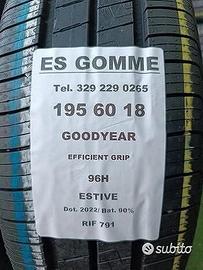 ES GOMME
Tel. 329 229 0265
195 60 18
GOODYEAR
EFFICIENT GRIP
96H
ESTIVE
Dot. 2022/ Bat. 90%
RIF 791
subito